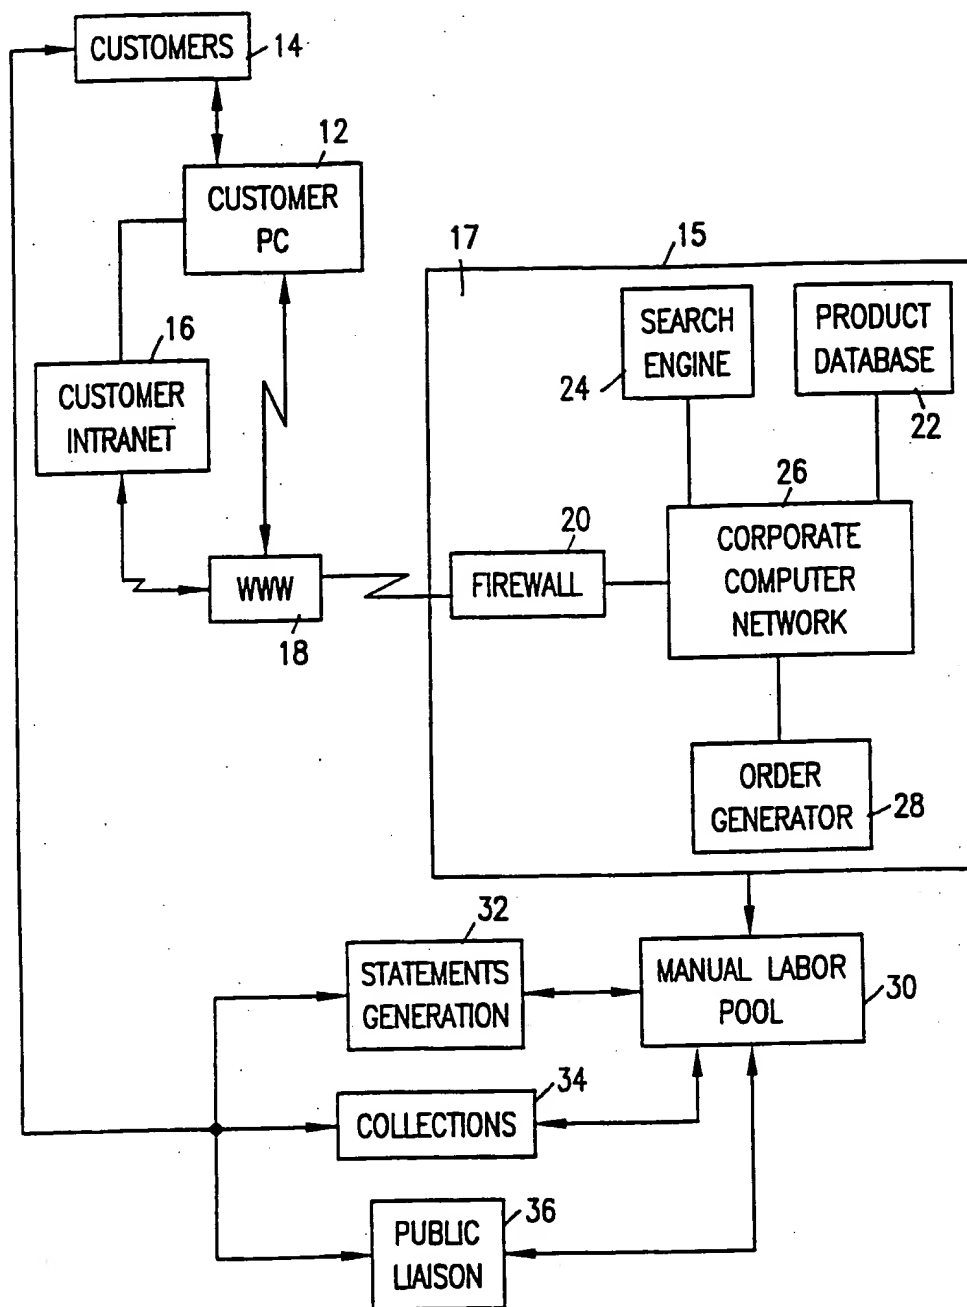 CUSTOMERS
14
12
CUSTOMER
PC
16
CUSTOMER
INTRANET
WWW
18
17
15
SEARCH
ENGINE
24
PRODUCT
DATABASE
22
20
FIREWALL
26
CORPORATE
COMPUTER
NETWORK
ORDER
GENERATOR
28
32
STATEMENTS
GENERATION
MANUAL LABOR
POOL
30
34
COLLECTIONS
36
PUBLIC
LIAISON